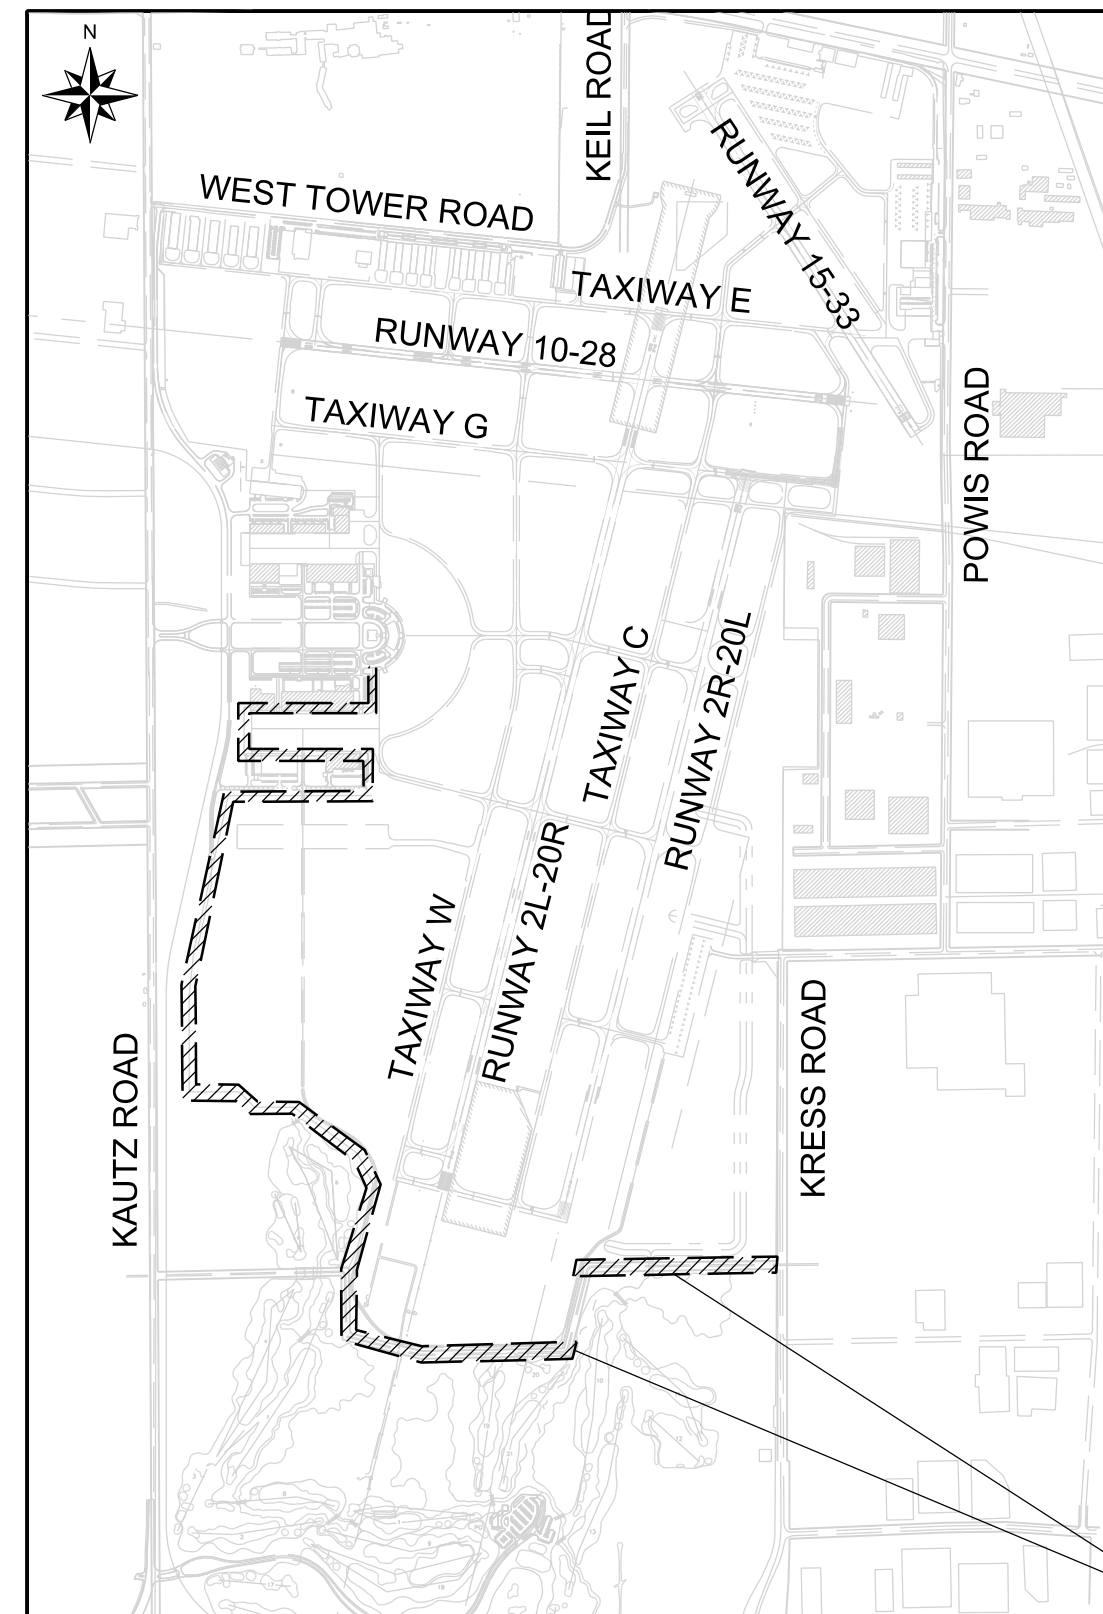 N
KEIL ROAD
WEST TOWER ROAD
RUNWAY 15-33
TAXIWAY E
RUNWAY 10-28
TAXIWAY G
POWIS ROAD
TAXIWAY C
RUNWAY 2R-20L
RUNWAY 2L-20R
TAXIWAY W
KRESS ROAD
KAUTZ ROAD